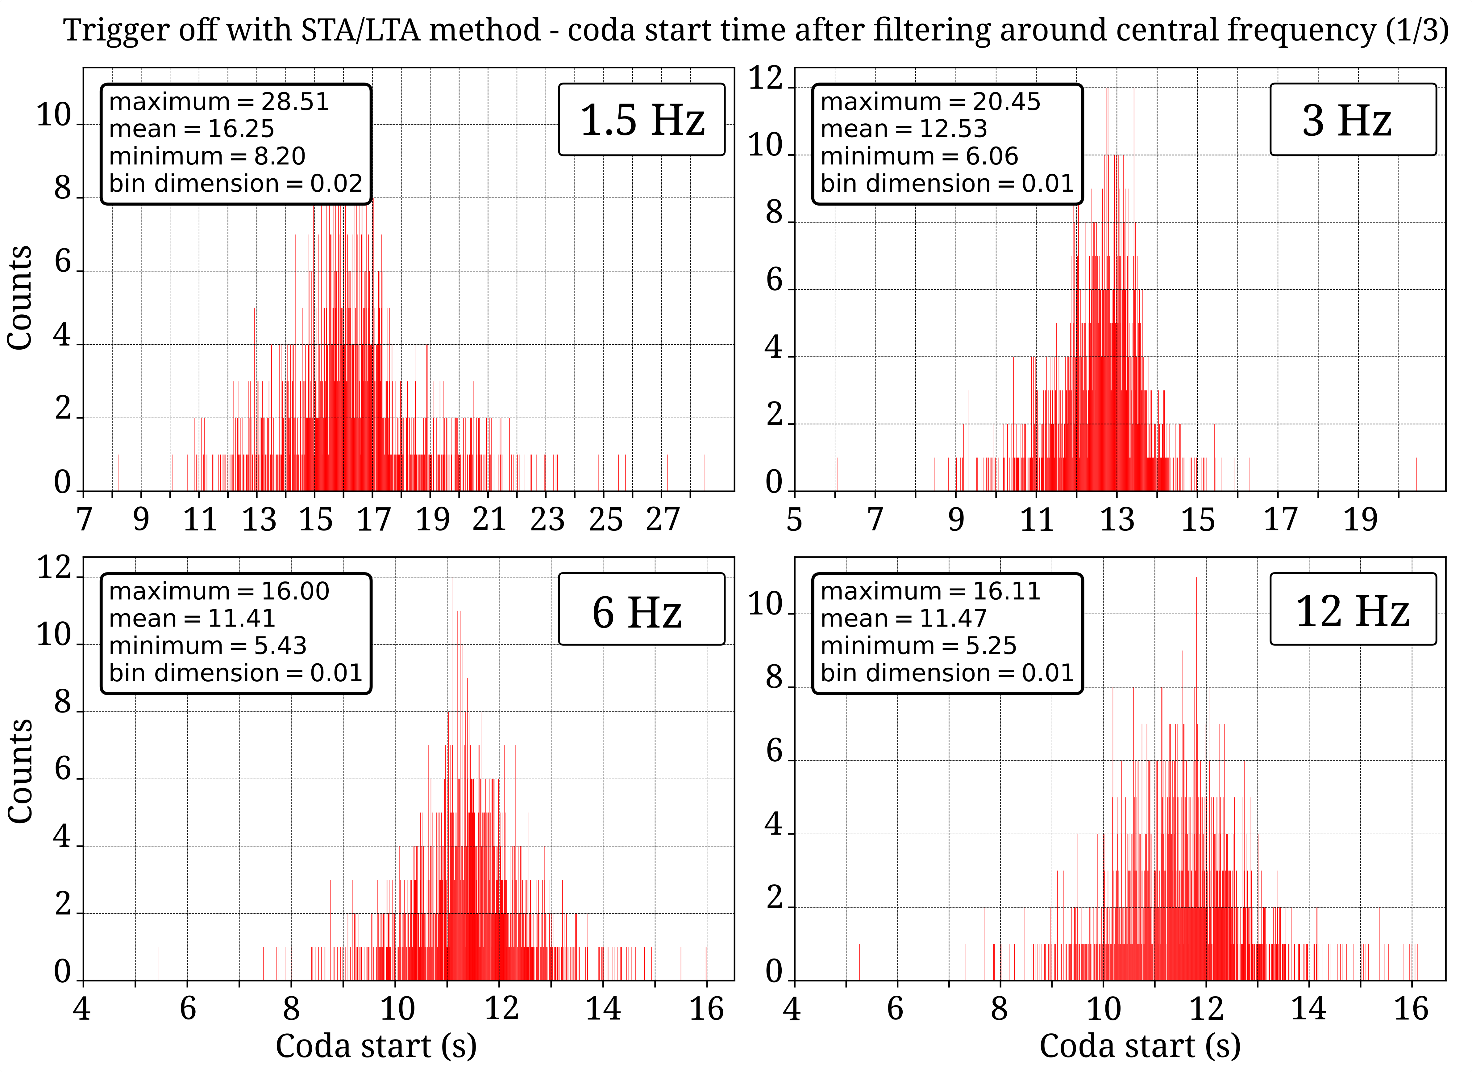 Trigger off with STA/LTA method - coda start time after filtering around central frequency (1/3)
maximum = 28.51
mean = 16.25
minimum = 8.20
bin dimension = 0.02
1.5 Hz
Counts
10
8
6
4
2
0
7 9 11 13 15 17 19 21 23 25 27
maximum = 20.45
mean = 12.53
minimum = 6.06
bin dimension = 0.01
3 Hz
12
10
8
6
4
2
0
5 7 9 11 13 15 17 19
maximum = 16.00
mean = 11.41
minimum = 5.43
bin dimension = 0.01
6 Hz
Counts
12
10
8
6
4
2
0
4 6 8 10 12 14 16
Coda start (s)
maximum = 16.11
mean = 11.47
minimum = 5.25
bin dimension = 0.01
12 Hz
10
8
6
4
2
0
4 6 8 10 12 14 16
Coda start (s)